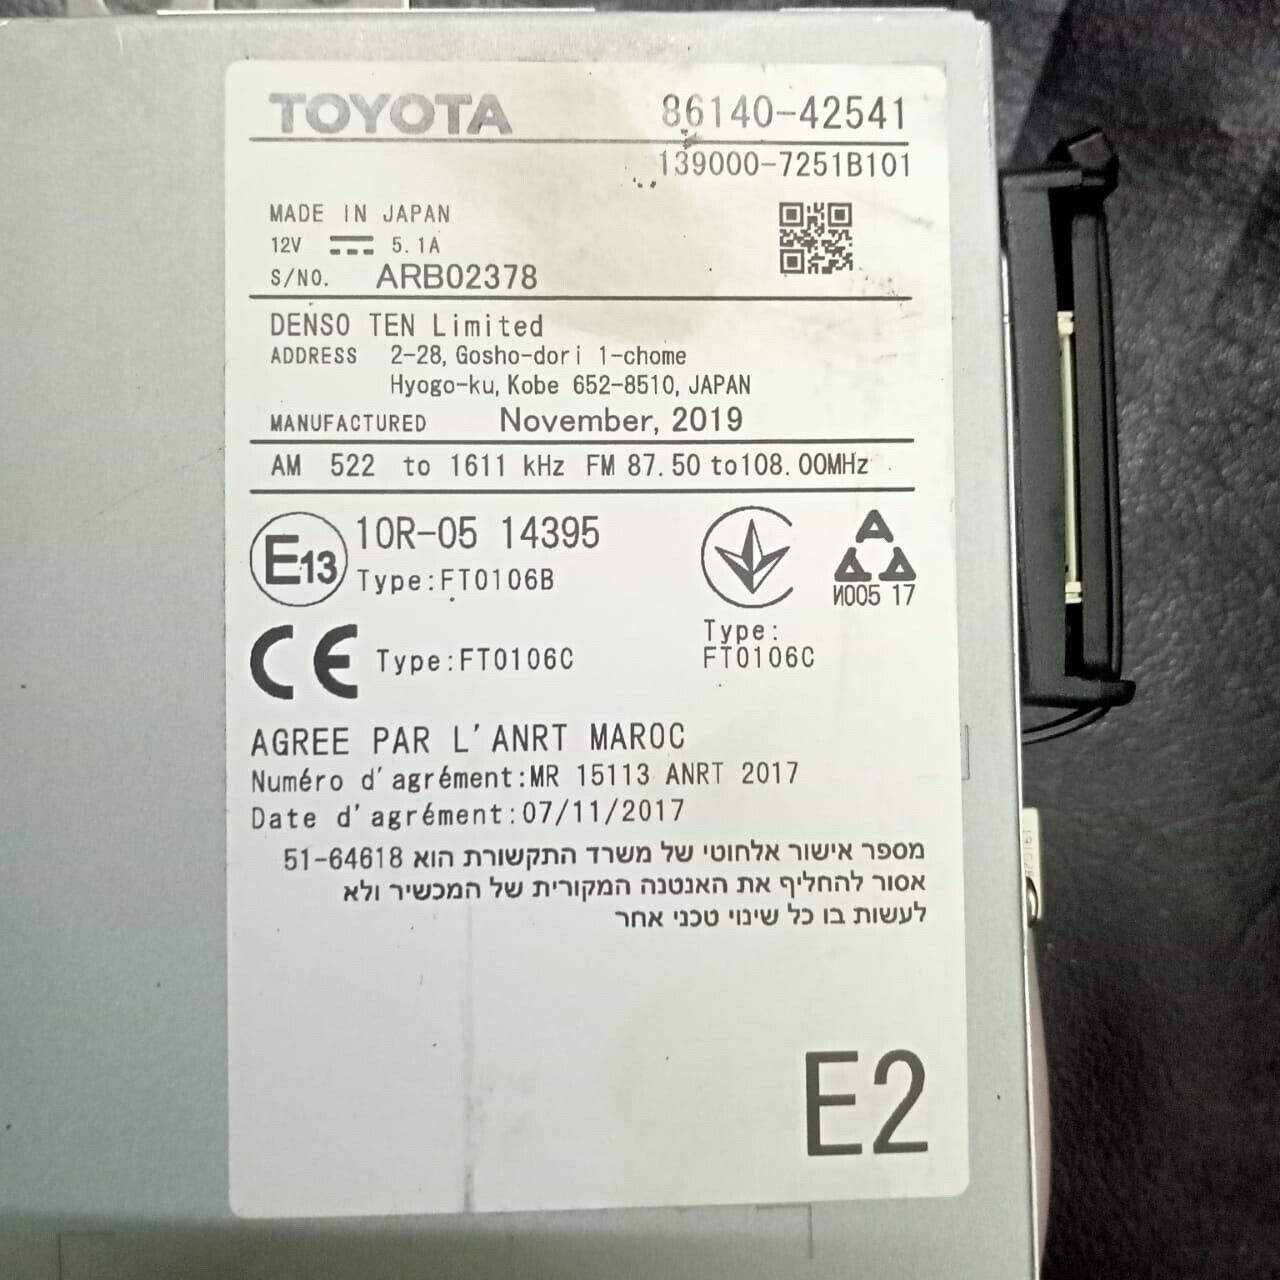 TOYOTA 86140-42541
139000-7251B101
MADE IN JAPAN
12V 5.1A
S/NO. ARB02378
DENSO TEN Limited
ADDRESS 2-28, Gosho-dori 1-chome
Hyogo-ku, Kobe 652-8510, JAPAN
MANUFACTURED November, 2019
AM 522 to 1611 kHz FM 87.50 to108.00MHz
E13 10R-05 14395
Type:FT0106B
CE Type:FT0106C
И005 17
Type:
FT0106C
AGREE PAR L'ANRT MAROC
Numéro d'agrément:MR 15113 ANRT 2017
Date d'agrément:07/11/2017
מספר אישור אלחוטי של משרד התקשורת הוא 51-64618
אסור להחליף את האנטנה המקורית של המכשיר ולא
לעשות בו כל שינוי טכני אחר
E2